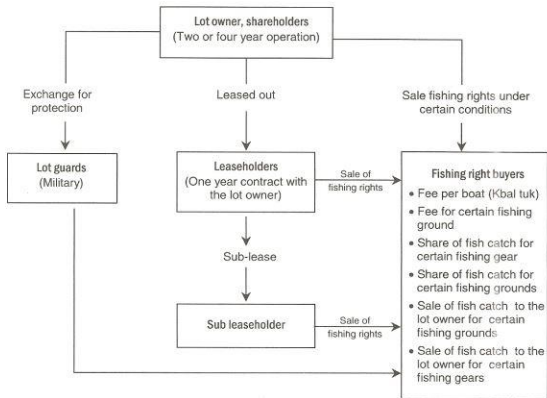 Lot owner, shareholders
(Two or four year operation)
Exchange for
protection
Leased out
Sale fishing rights under
certain conditions
Lot guards
(Military)
Leaseholders
(One year contract with
the lot owner)
Sale of
fishing rights
Fishing right buyers
• Fee per boat (Kbal tuk)
• Fee for certain fishing
ground
• Share of fish catch for
certain fishing gear
• Share of fish catch for
certain fishing grounds
• Sale of fish catch to the
lot owner for certain
fishing grounds
• Sale of fish catch to the
lot owner for certain
fishing gears
Sub-lease
Sub leaseholder
Sale of
fishing rights